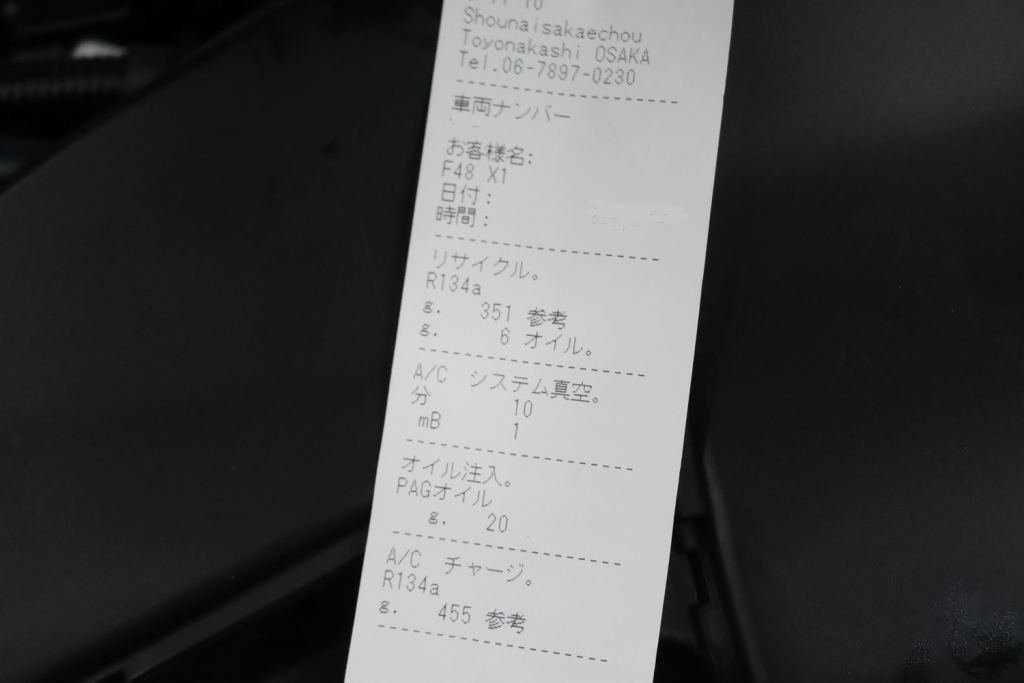 Shounaisakaechou
Toyonakashi OSAKA
Tel.06-7897-0230
車両ナンバー
お客様名:
F48 X1
日付:
時間:
リサイクル。
R134a
g. 351 参考
g. 6 オイル。
A/C システム真空。
分 10
mB 1
オイル注入。
PAGオイル
g. 20
A/C チャージ。
R134a
g. 455 参考